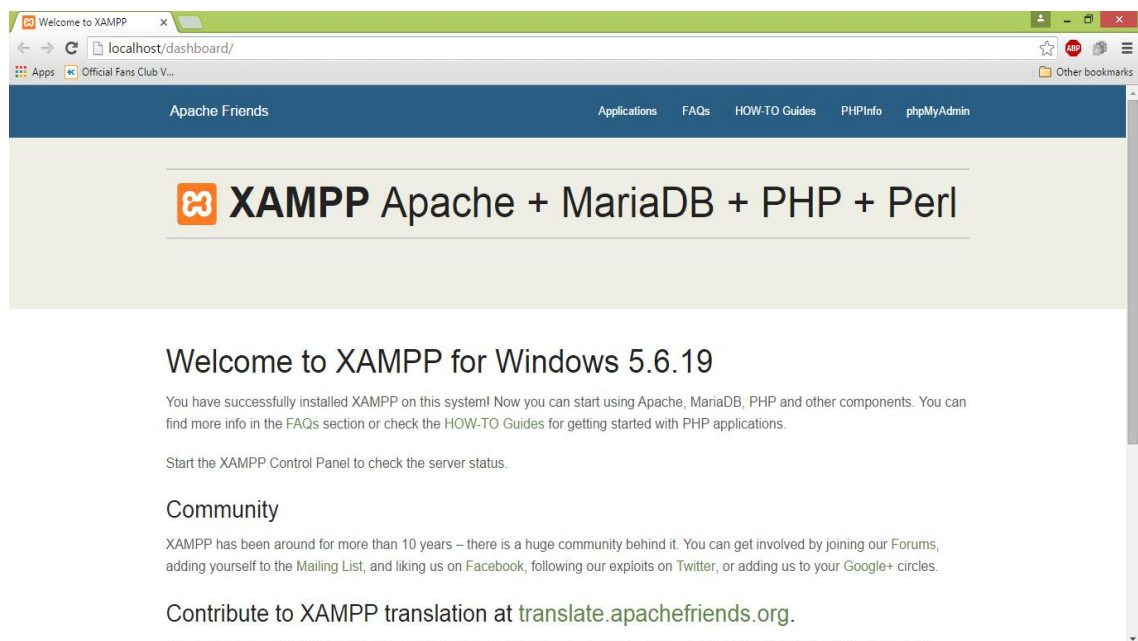 Welcome to XAMPP
localhost/dashboard/
ABP
Apps Official Fans Club V... Other bookmarks
Apache Friends Applications FAQs HOW-TO Guides PHPInfo phpMyAdmin
XAMPP Apache + MariaDB + PHP + Perl
Welcome to XAMPP for Windows 5.6.19
You have successfully installed XAMPP on this system! Now you can start using Apache, MariaDB, PHP and other components. You can
find more info in the FAQs section or check the HOW-TO Guides for getting started with PHP applications.
Start the XAMPP Control Panel to check the server status.
Community
XAMPP has been around for more than 10 years – there is a huge community behind it. You can get involved by joining our Forums,
adding yourself to the Mailing List, and liking us on Facebook, following our exploits on Twitter, or adding us to your Google+ circles.
Contribute to XAMPP translation at translate.apachefriends.org.